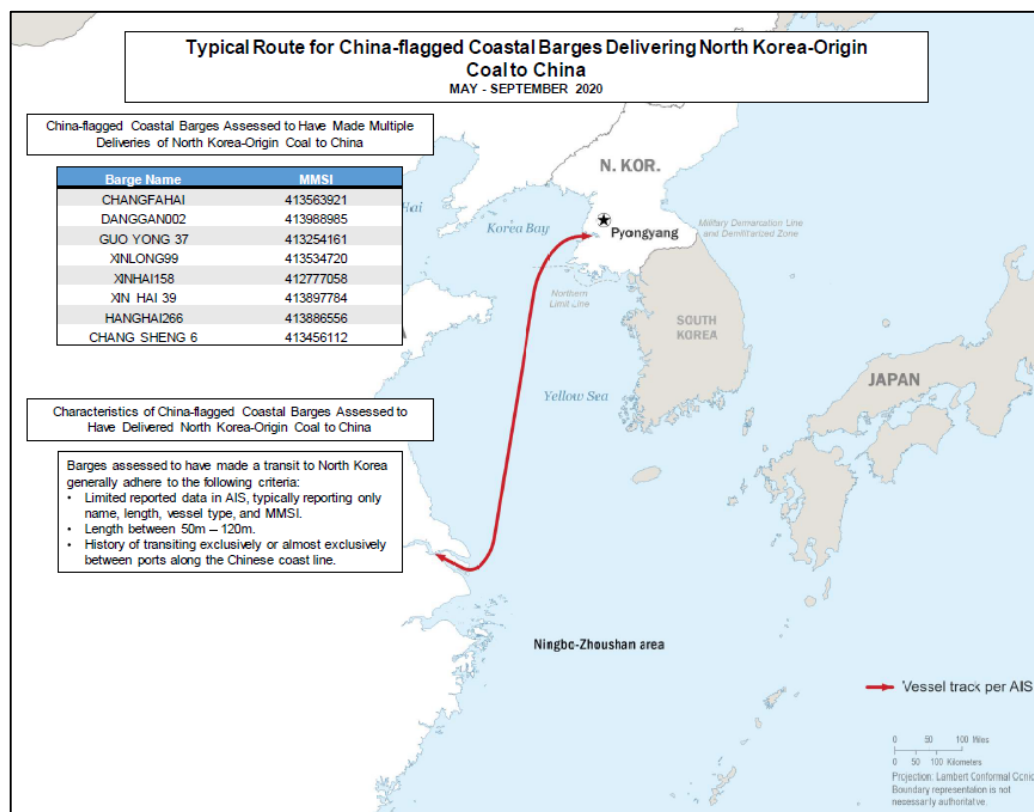 Typical Route for China-flagged Coastal Barges Delivering North Korea-Origin
Coal to China
MAY - SEPTEMBER 2020
China-flagged Coastal Barges Assessed to Have Made Multiple
Deliveries of North Korea-Origin Coal to China
Barge Name MMSI
CHANGFAHAI 413563921
DANGGAN002 413988985
GUO YONG 37 413254161
XINLONG99 413534720
XINHAI158 412777058
XIN HAI 39 413897784
HANGHAI266 413886556
CHANG SHENG 6 413456112
Hai
Korea Bay
N. KOR.
Pyongyang
Military Demarcation Line
and Demilitarized Zone
Northern
Limit Line
SOUTH
KOREA
Yellow Sea
JAPAN
Characteristics of China-flagged Coastal Barges Assessed to
Have Delivered North Korea-Origin Coal to China
Barges assessed to have made a transit to North Korea
generally adhere to the following criteria:
• Limited reported data in AIS, typically reporting only
name, length, vessel type, and MMSI.
• Length between 50m – 120m.
• History of transiting exclusively or almost exclusively
between ports along the Chinese coast line.
Ningbo-Zhoushan area
Vessel track per AIS
0 50 100 Miles
0 50 100 Kilometers
Projection: Lambert Conformal Conic
Boundary representation is not
necessarily authoritative.